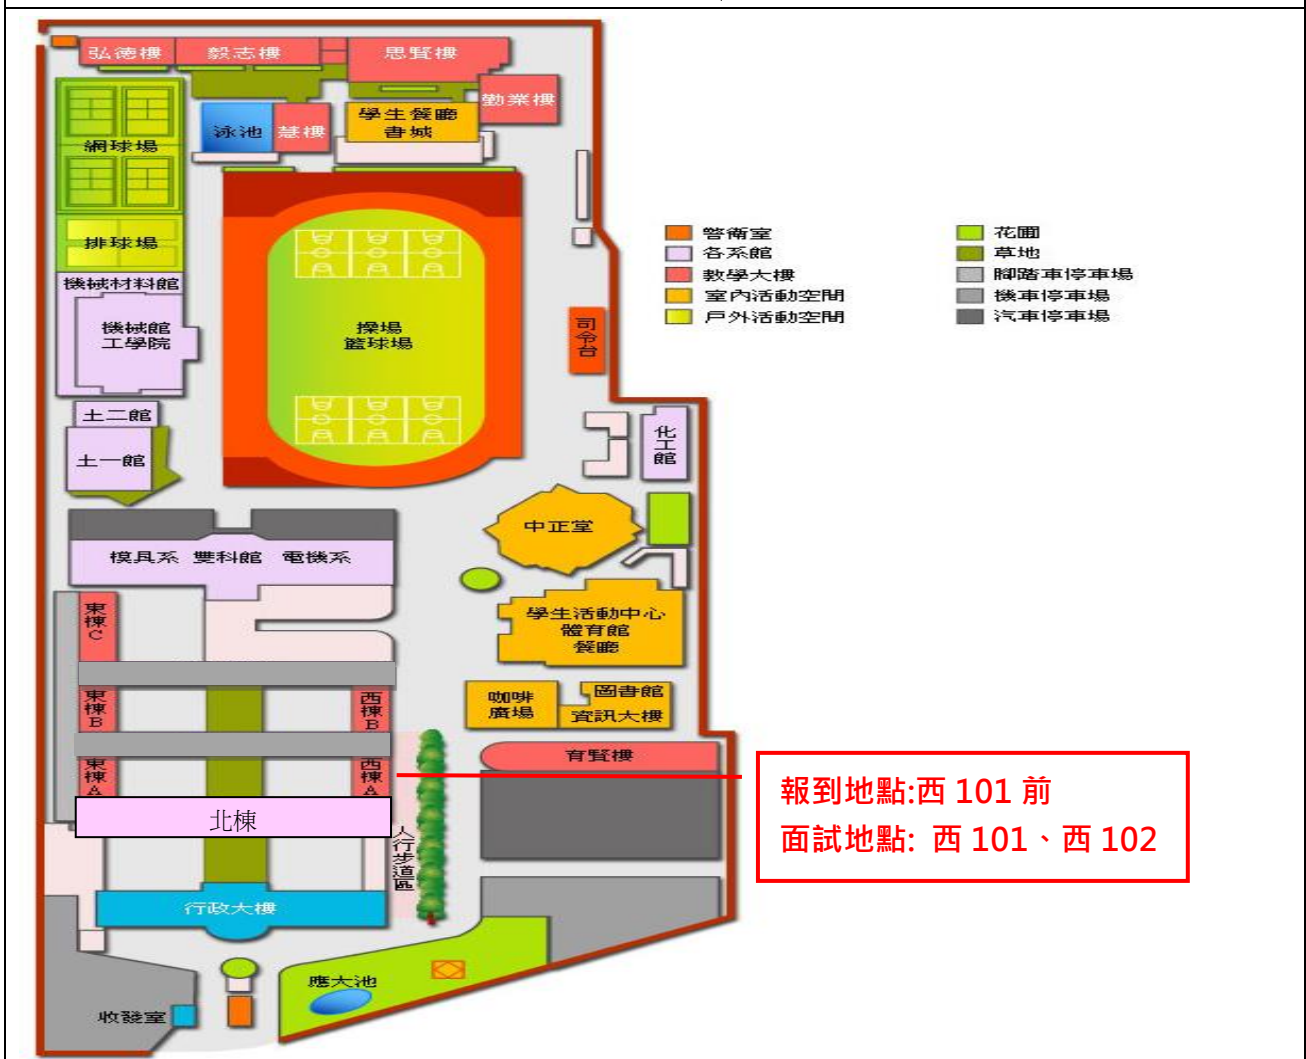 弘德樓
毅志樓
思賢樓
勤業樓
泳池
慧樓
學生餐廳
書城
網球場
排球場
機械材料館
機械館
工學院
操場
籃球場
司令台
警衛室
各系館
教學大樓
室內活動空間
戶外活動空間
花圃
草地
腳踏車停車場
機車停車場
汽車停車場
土二館
土一館
化工館
中正堂
模具系 雙科館 電機系
學生活動中心
體育館
餐廳
東棟C
東棟B
西棟B
咖啡
廣場
圖書館
資訊大樓
育賢樓
東棟A
西棟A
北棟
人行步道區
行政大樓
報到地點:西 101 前
面試地點: 西 101、西 102
應大池
收發室